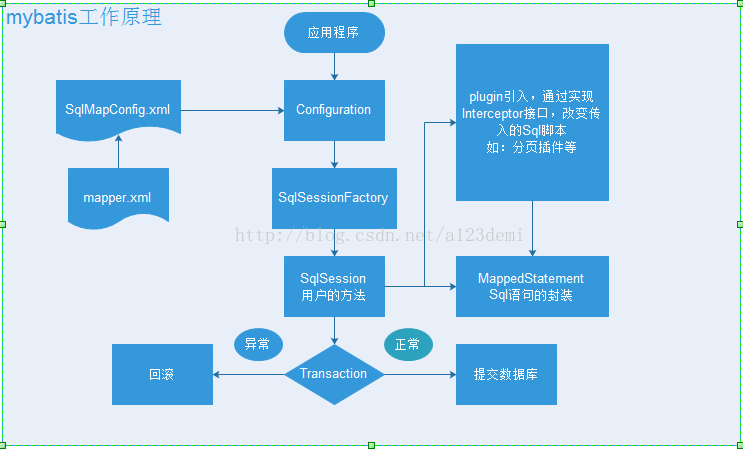 mybatis工作原理
应用程序
SqlMapConfig.xml
Configuration
plugin引入，通过实现
Interceptor接口，改变传
入的Sql脚本
如：分页插件等
mapper.xml
SqlSessionFactory
http://blog.csdn.net/a123demi
SqlSession
用户的方法
MappedStatement
Sql语句的封装
异常
正常
回滚
Transaction
提交数据库